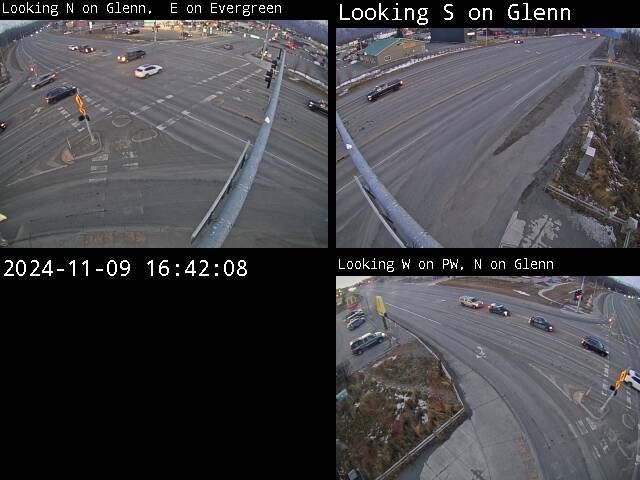 Looking N on Glenn, E on Evergreen
Looking S on Glenn
2024-11-09 16:42:08
Looking W on PW, N on Glenn